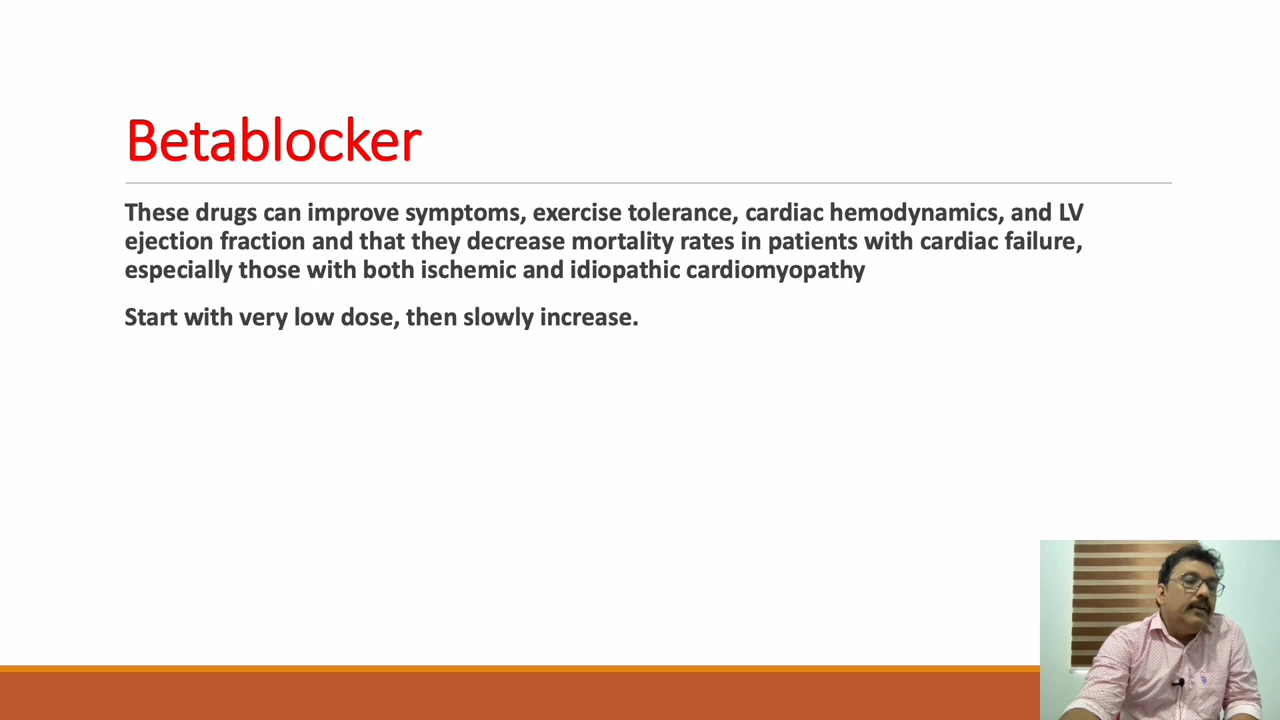 Betablocker
These drugs can improve symptoms, exercise tolerance, cardiac hemodynamics, and LV
ejection fraction and that they decrease mortality rates in patients with cardiac failure,
especially those with both ischemic and idiopathic cardiomyopathy
Start with very low dose, then slowly increase.